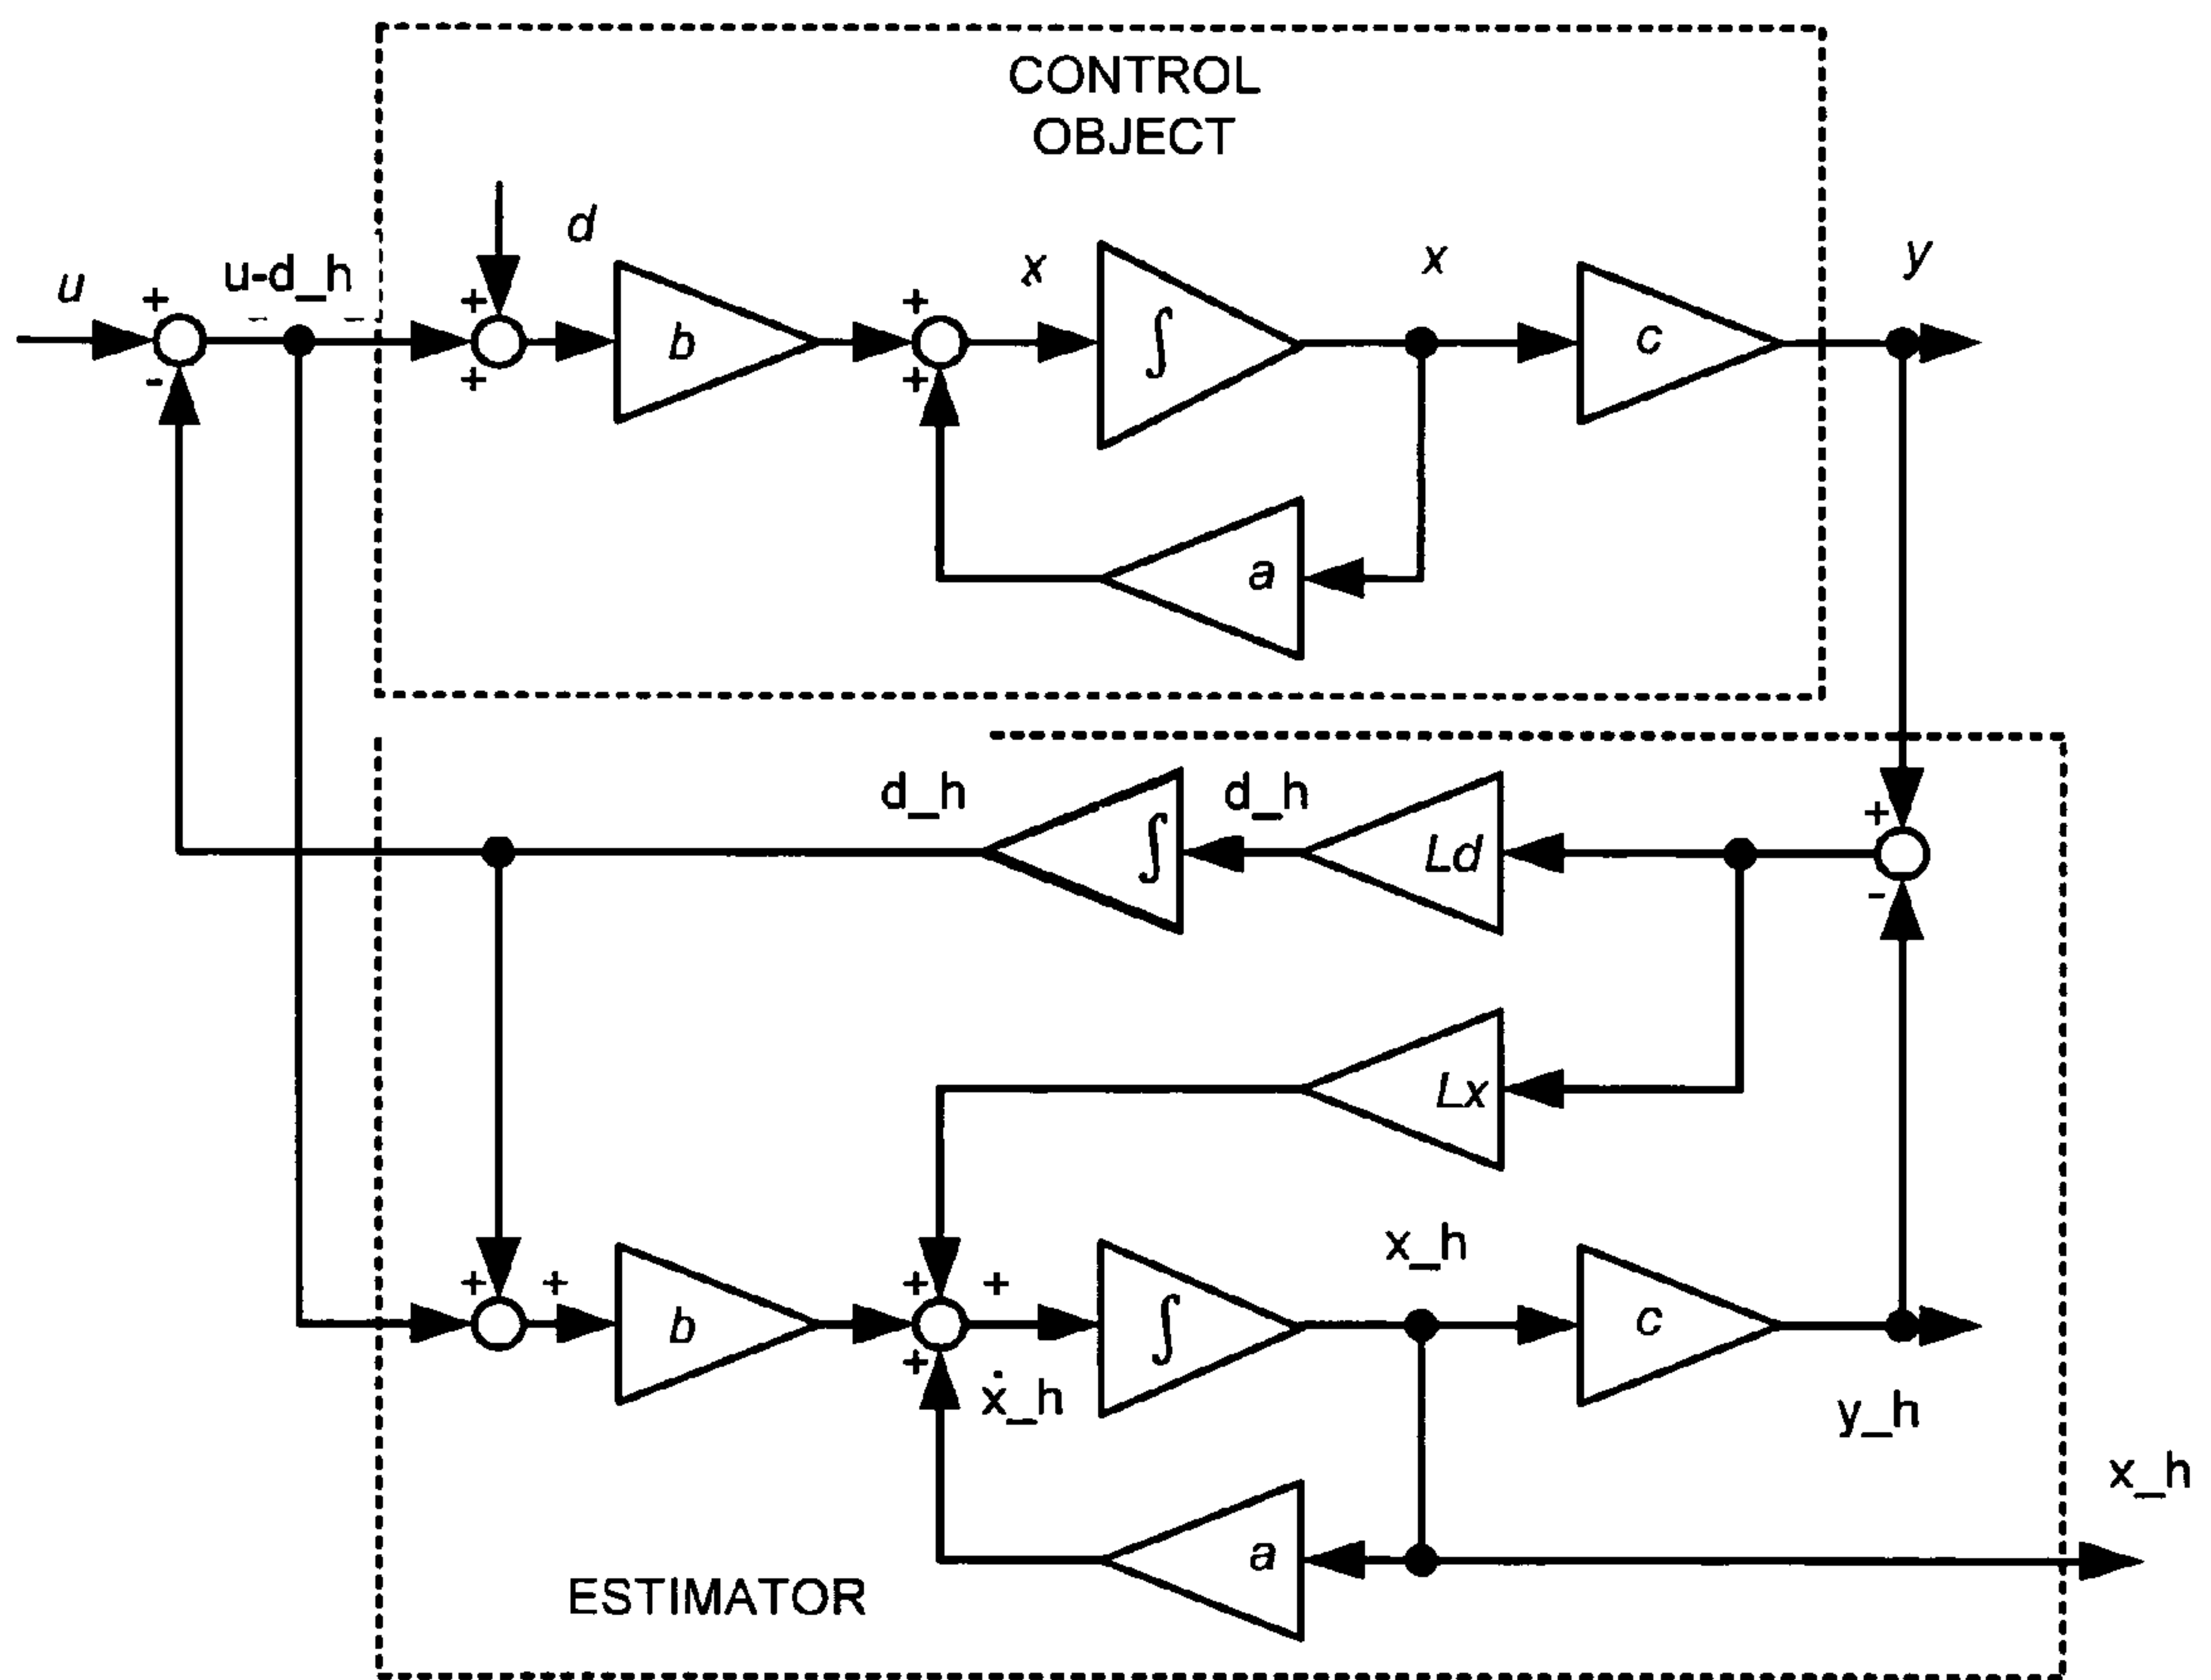 CONTROL
OBJECT
d
u
+
-
u-d_h
+
+
b
+
+
x
∫
x
c
y
a
d_h
∫
d_h
Ld
+
-
Lx
+
+
b
+
+
+
ẋ_h
∫
x_h
c
y_h
x_h
a
ESTIMATOR